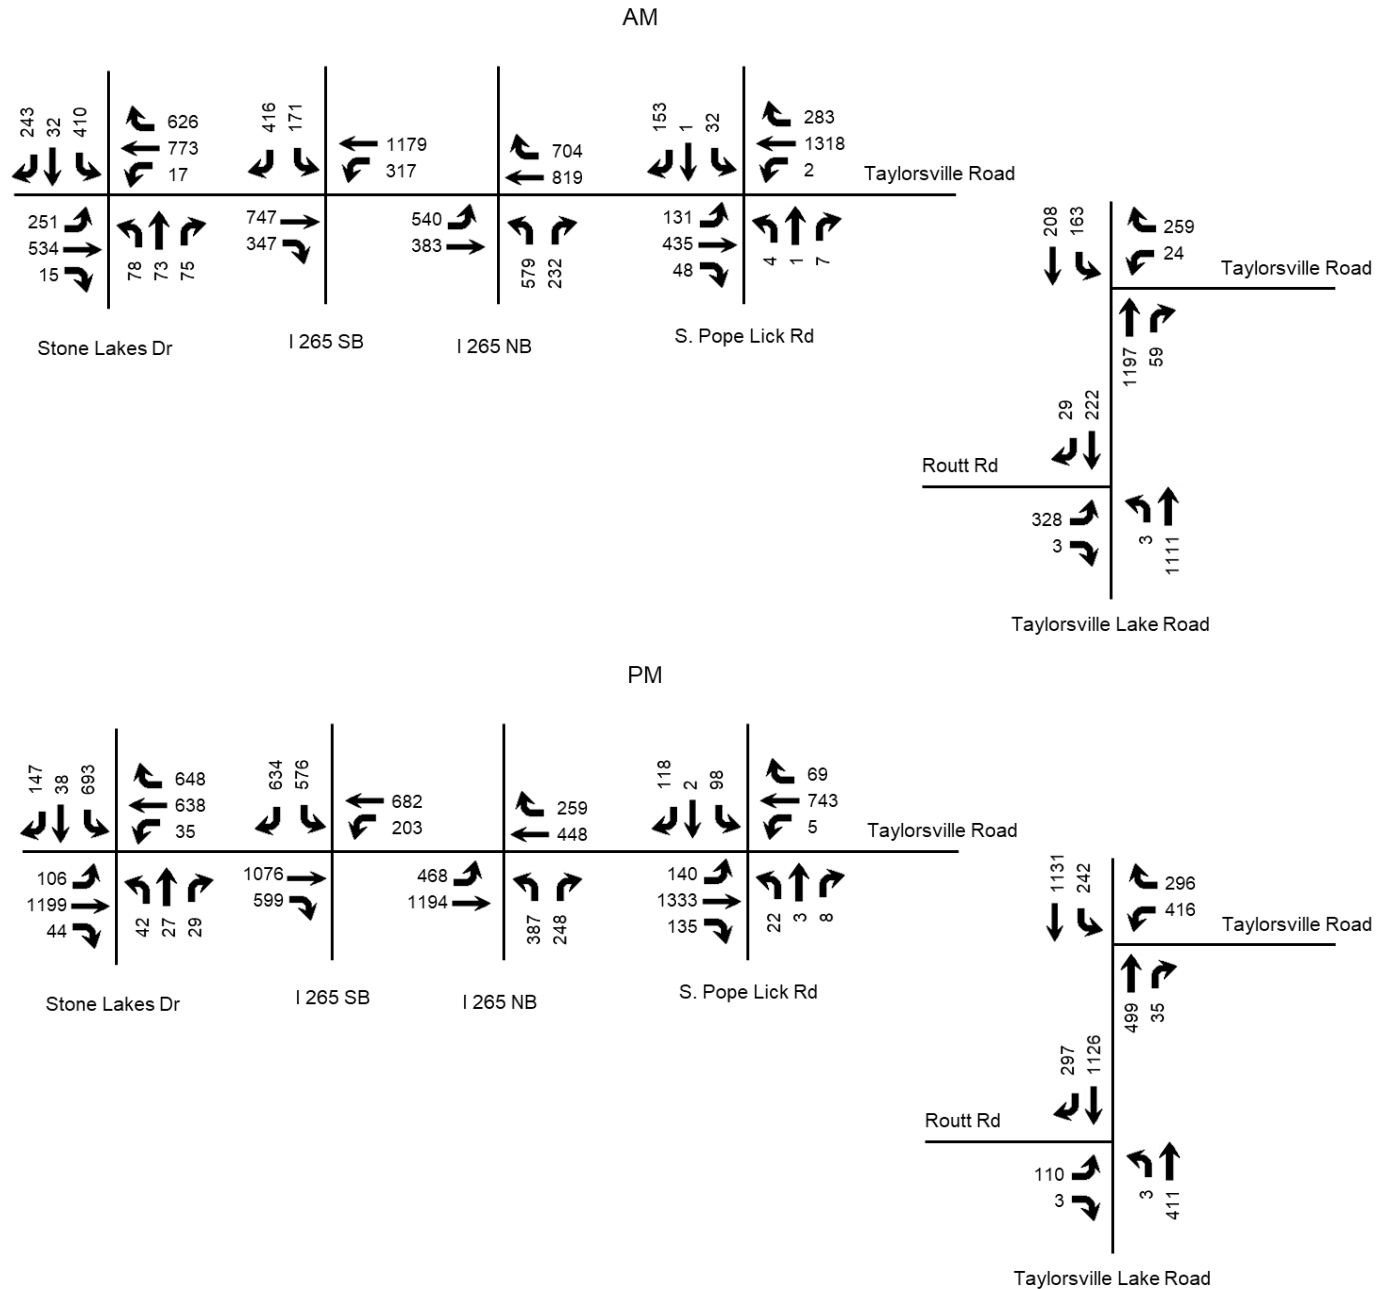 AM
243 32 410
626
773
17
251
534
15
78 73 75
Stone Lakes Dr
416 171
1179
317
747
347
I 265 SB
704
819
540
383
579 232
I 265 NB
153 1 32
283
1318
2
131
435
48
4 1 7
S. Pope Lick Rd
Taylorsville Road
208 163
259
24
Taylorsville Road
1197 59
29 222
Routt Rd
328
3
3 1111
Taylorsville Lake Road
PM
147 38 693
648
638
35
106
1199
44
42 27 29
Stone Lakes Dr
634 576
682
203
1076
599
I 265 SB
259
448
468
1194
387 248
I 265 NB
118 2 98
69
743
5
140
1333
135
22 3 8
S. Pope Lick Rd
Taylorsville Road
1131 242
296
416
Taylorsville Road
499 35
297 1126
Routt Rd
110
3
3 411
Taylorsville Lake Road